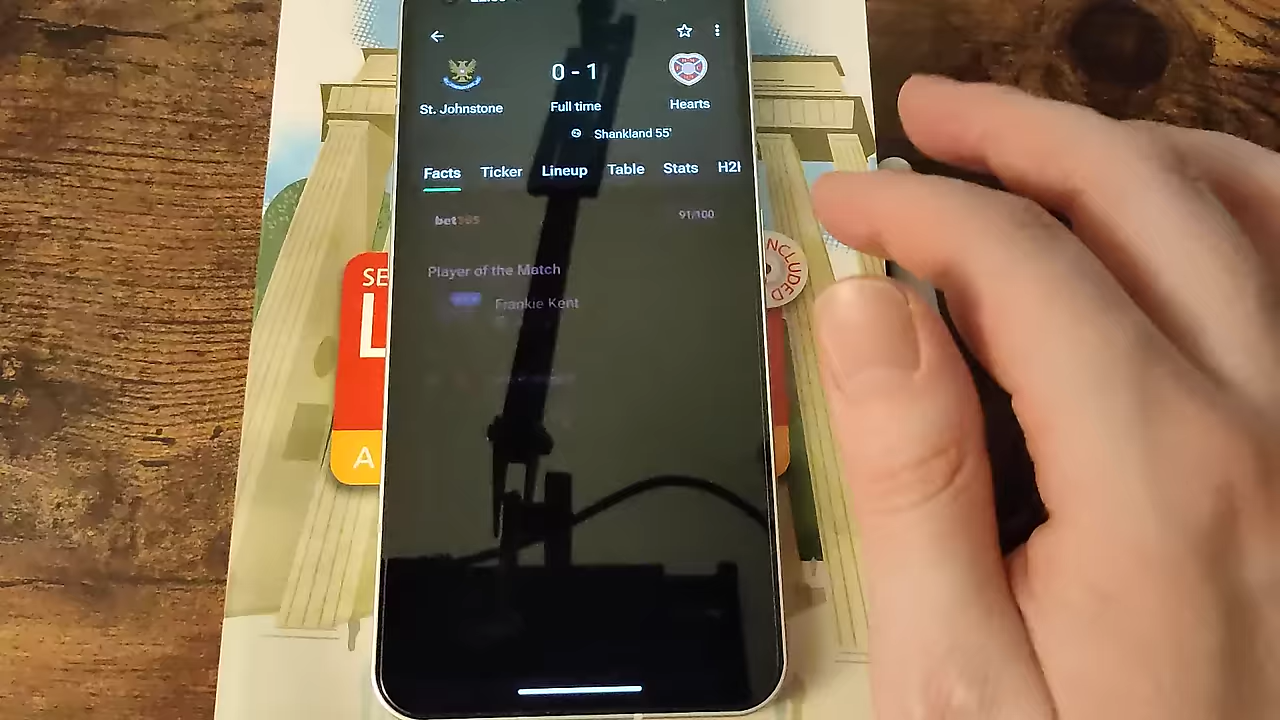 St. Johnstone
0 - 1
Full time
Hearts
Shankland 55'
Facts Ticker Lineup Table Stats H2H
bet365
91/100
Player of the Match
Frankie Kent
SE
L
A
INCLUDED